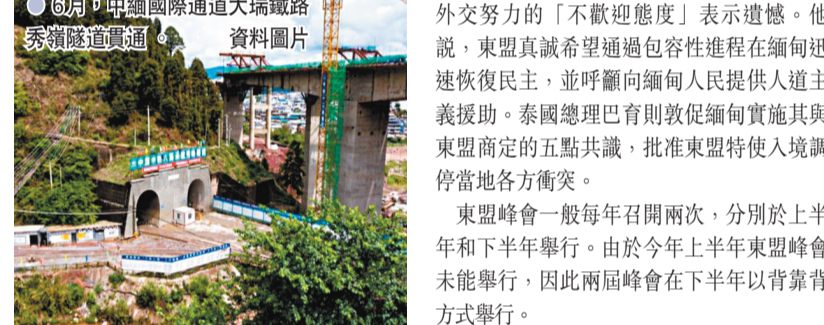 ● 6月，中緬國際通道大瑞鐵路
秀嶺隧道貫通。 資料圖片
外交努力的「不歡迎態度」表示遺憾。他
說，東盟真誠希望通過包容性進程在緬甸迅
速恢復民主，並呼籲向緬甸人民提供人道主
義援助。泰國總理巴育則敦促緬甸實施其與
東盟商定的五點共識，批准東盟特使入境調
停當地各方衝突。
東盟峰會一般每年召開兩次，分別於上半
年和下半年舉行。由於今年上半年東盟峰會
未能舉行，因此兩屆峰會在下半年以背靠背
方式舉行。